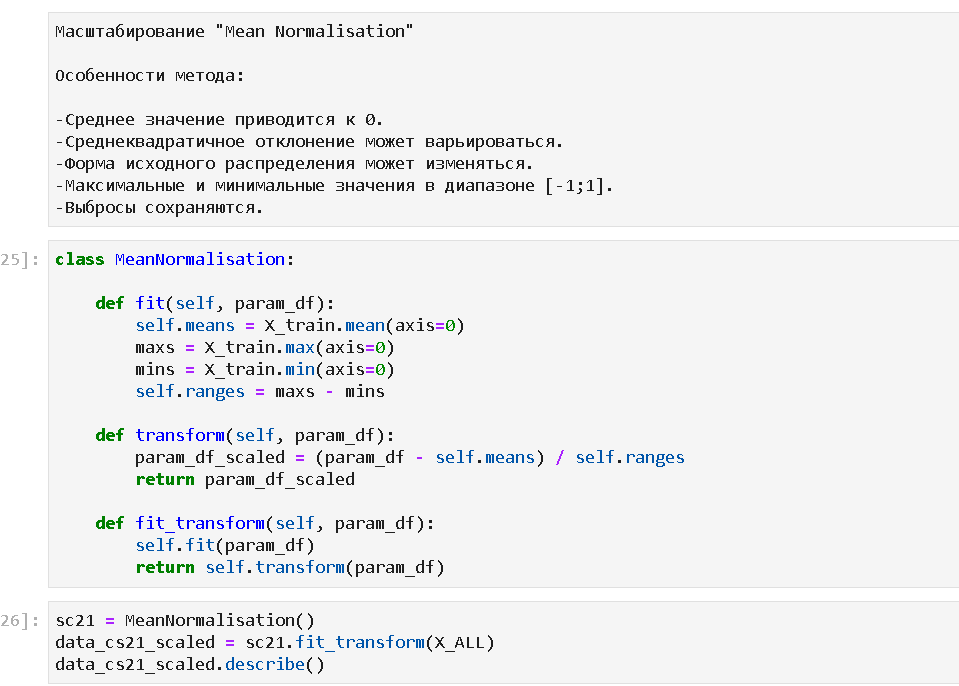 Масштабирование "Mean Normalisation"
Особенности метода:
-Среднее значение приводится к 0.
-Среднеквадратичное отклонение может варьироваться.
-Форма исходного распределения может изменяться.
-Максимальные и минимальные значения в диапазоне [-1;1].
-Выбросы сохраняются.
25]:
class MeanNormalisation:
    def fit(self, param_df):
        self.means = X_train.mean(axis=0)
        maxs = X_train.max(axis=0)
        mins = X_train.min(axis=0)
        self.ranges = maxs - mins
    def transform(self, param_df):
        param_df_scaled = (param_df - self.means) / self.ranges
        return param_df_scaled
    def fit_transform(self, param_df):
        self.fit(param_df)
        return self.transform(param_df)
26]:
sc21 = MeanNormalisation()
data_cs21_scaled = sc21.fit_transform(X_ALL)
data_cs21_scaled.describe()